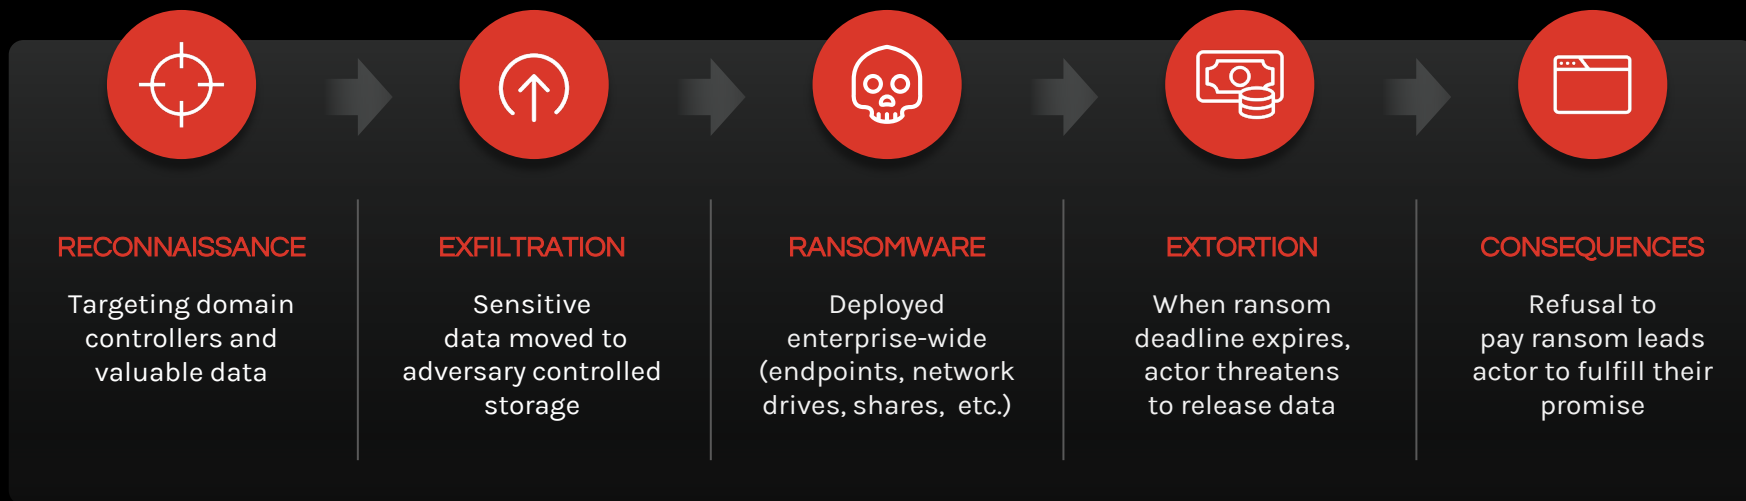 RECONNAISSANCE
Targeting domain
controllers and
valuable data
EXFILTRATION
Sensitive
data moved to
adversary controlled
storage
RANSOMWARE
Deployed
enterprise-wide
(endpoints, network
drives, shares, etc.)
EXTORTION
When ransom
deadline expires,
actor threatens
to release data
CONSEQUENCES
Refusal to
pay ransom leads
actor to fulfill their
promise